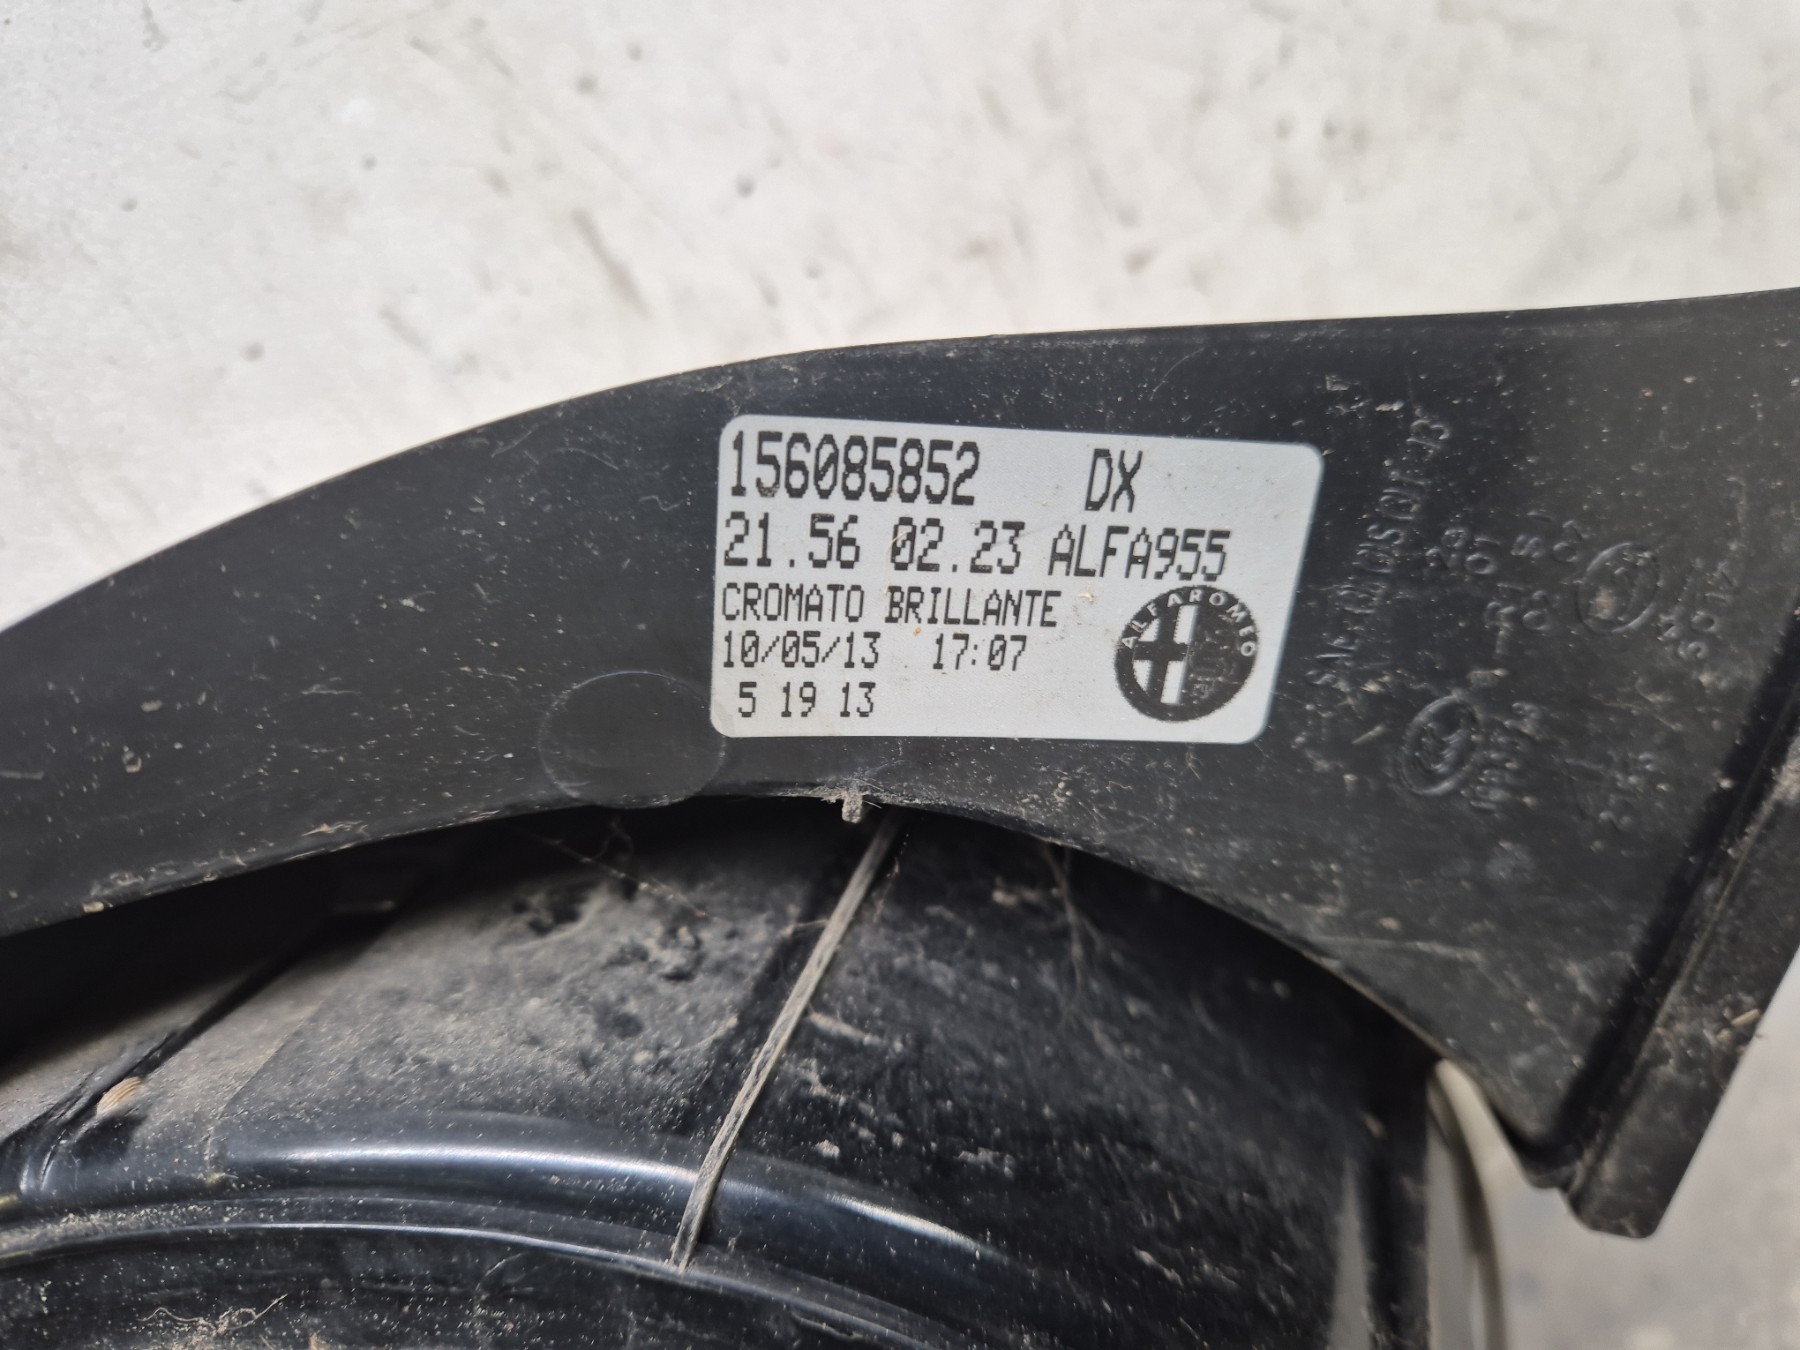 156085852 DX
21.56 02.23 ALFA955
CROMATO BRILLANTE
10/05/13 17:07
5 19 13
ALFA ROMEO